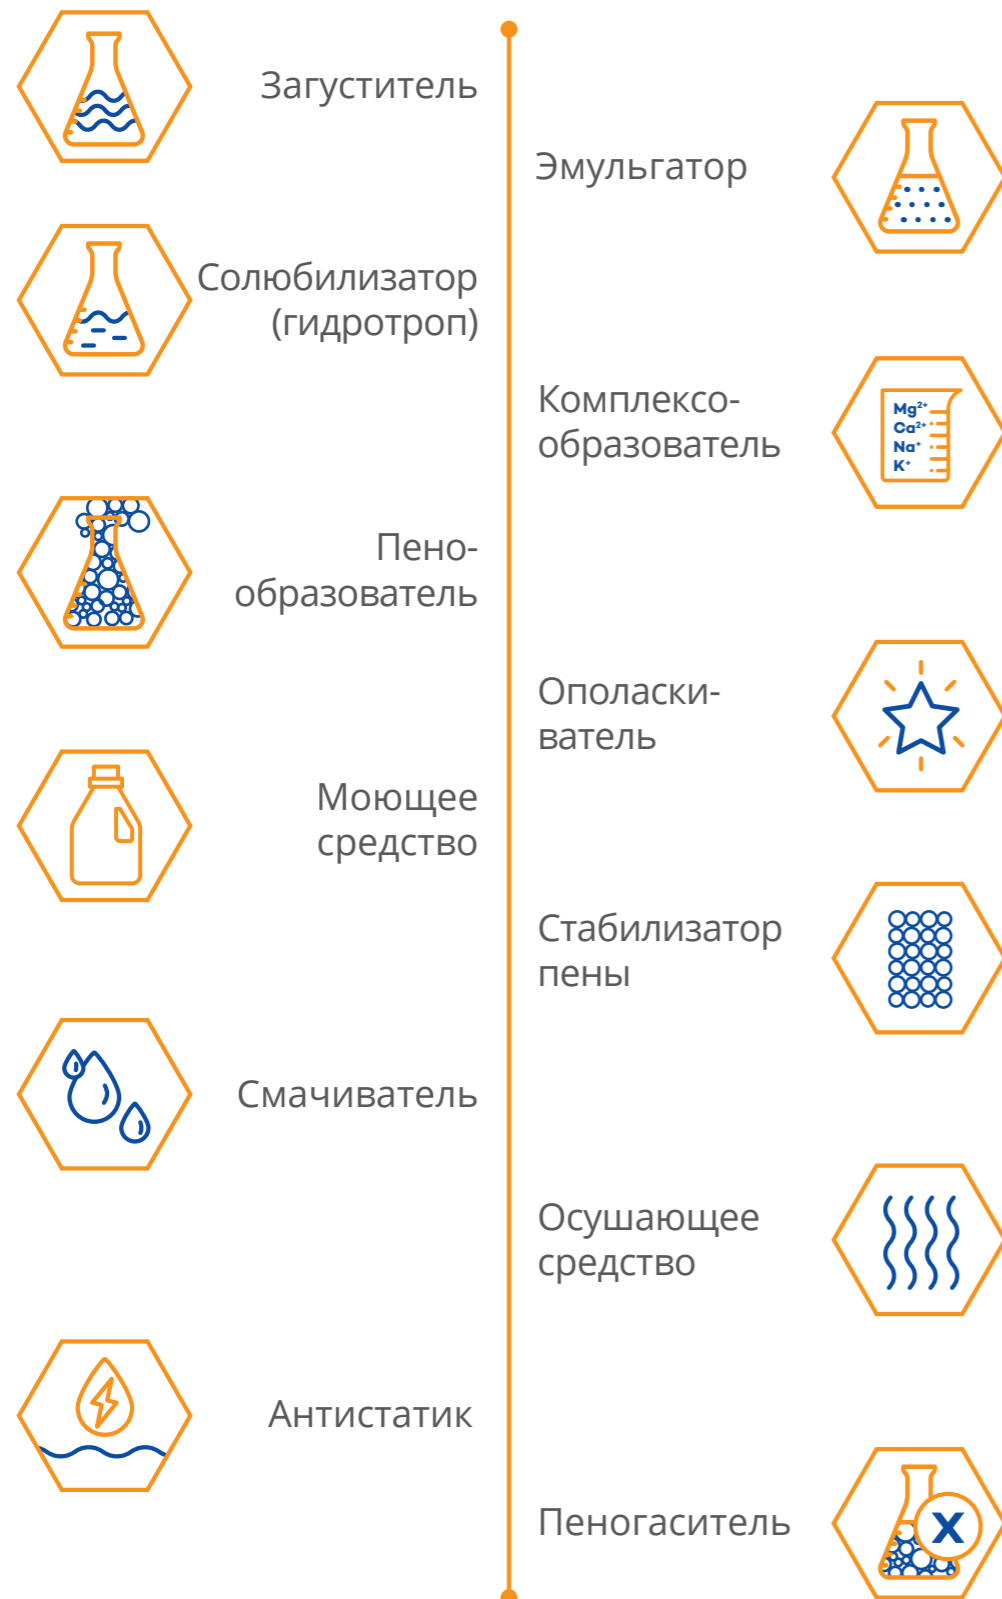 Загуститель
Эмульгатор
Солюбилизатор
(гидротроп)
Комплексо-
образователь
Mg²⁺
Ca²⁺
Na⁺
K⁺
Пено-
образователь
Ополаски-
ватель
Моющее
средство
Стабилизатор
пены
Смачиватель
Осушающее
средство
Антистатик
Пеногаситель
X